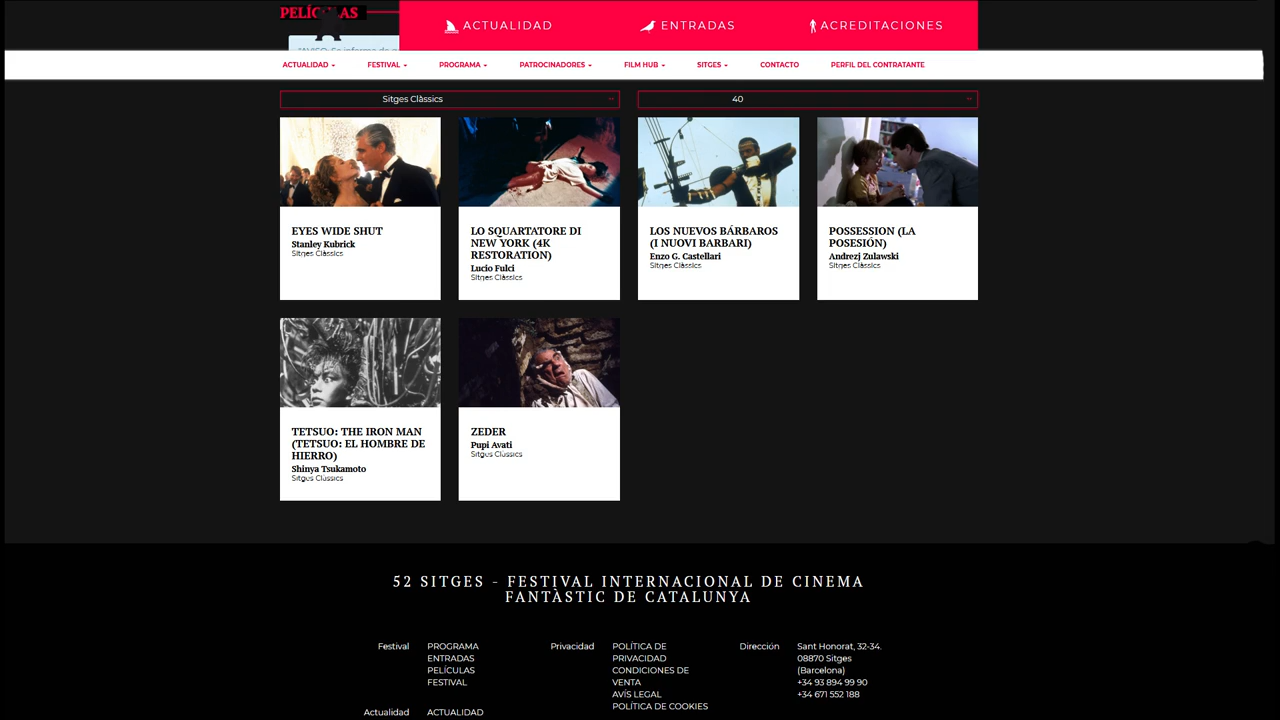 PELÍCULAS
ACTUALIDAD
ENTRADAS
ACREDITACIONES
ACTUALIDAD
FESTIVAL
PROGRAMA
PATROCINADORES
FILM HUB
SITGES
CONTACTO
PERFIL DEL CONTRATANTE
Sitges Clàssics
40
EYES WIDE SHUT
Stanley Kubrick
Sitges Clàssics
LO SQUARTATORE DI
NEW YORK (4K
RESTORATION)
Lucio Fulci
Sitges Clàssics
LOS NUEVOS BÁRBAROS
(I NUOVI BARBARI)
Enzo G. Castellari
Sitges Clàssics
POSSESSION (LA
POSESIÓN)
Andrezj Zulawski
Sitges Clàssics
TETSUO: THE IRON MAN
(TETSUO: EL HOMBRE DE
HIERRO)
Shinya Tsukamoto
Sitges Clàssics
ZEDER
Pupi Avati
Sitges Clàssics
52 SITGES - FESTIVAL INTERNACIONAL DE CINEMA
FANTÀSTIC DE CATALUNYA
Festival
PROGRAMA
ENTRADAS
PELÍCULAS
FESTIVAL
Actualidad
ACTUALIDAD
Privacidad
POLÍTICA DE
PRIVACIDAD
CONDICIONES DE
VENTA
AVÍS LEGAL
POLÍTICA DE COOKIES
Dirección
Sant Honorat, 32-34.
08870 Sitges
(Barcelona)
+34 93 894 99 90
+34 671 552 188